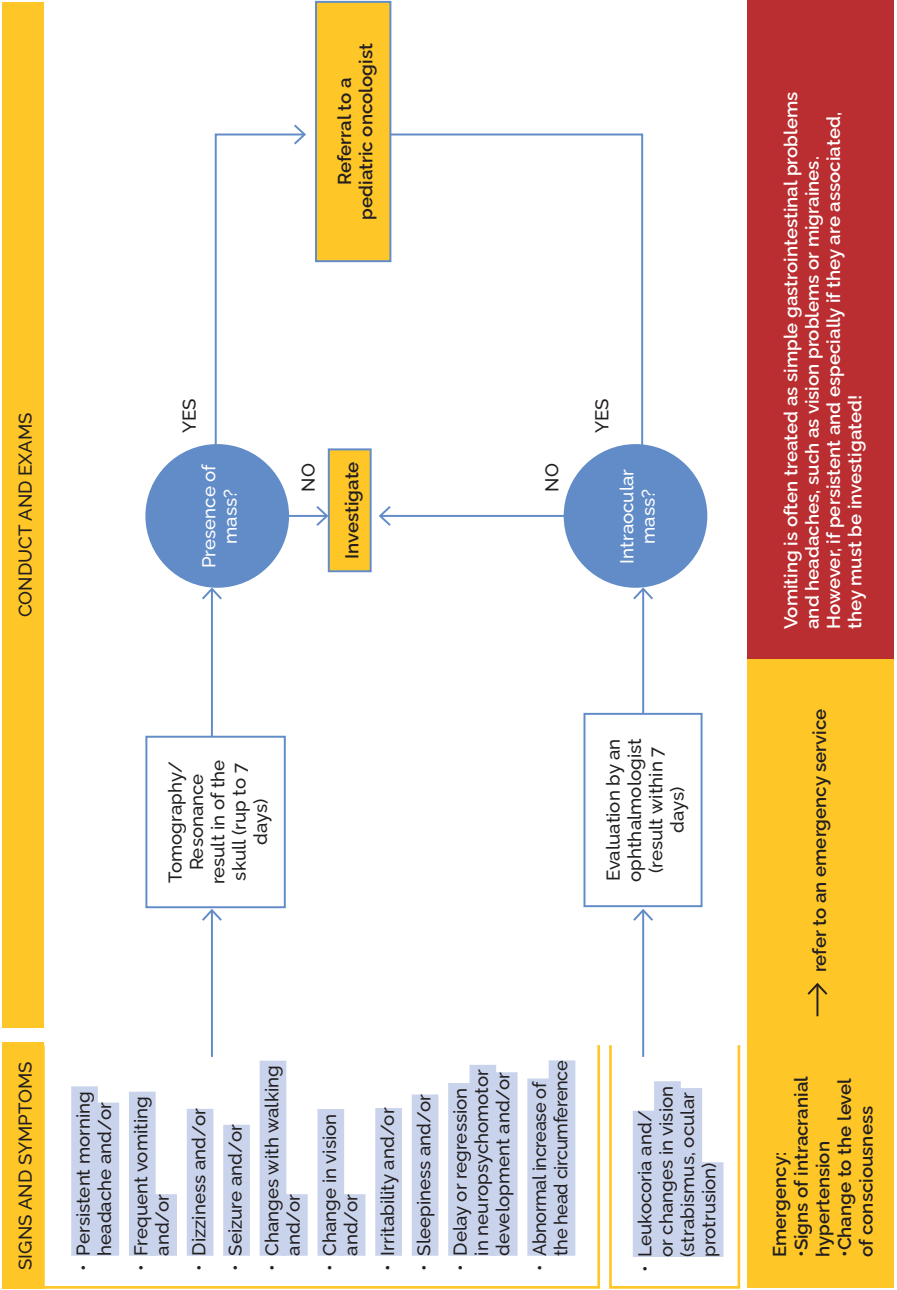 SIGNS AND SYMPTOMS
CONDUCT AND EXAMS
• Persistent morning
headache and/or
• Frequent vomiting
and/or
• Dizziness and/or
• Seizure and/or
• Changes with walking
and/or
• Change in vision
and/or
• Irritability and/or
• Sleepiness and/or
• Delay or regression
in neuropsychomotor
development and/or
• Abnormal increase of
the head circumference
Tomography/
Resonance
result in of the
skull (rup to 7
days)
Presence of
mass?
YES
NO
Investigate
Referral to a
pediatric oncologist
• Leukocoria and/
or changes in vision
(strabismus, ocular
protrusion)
Evaluation by an
ophthalmologist
(result within 7
days)
Intraocular
mass?
NO
YES
Emergency:
•Signs of intracranial
hypertension
•Change to the level
of consciousness
→ refer to an emergency service
Vomiting is often treated as simple gastrointestinal problems
and headaches, such as vision problems or migraines.
However, if persistent and especially if they are associated,
they must be investigated!